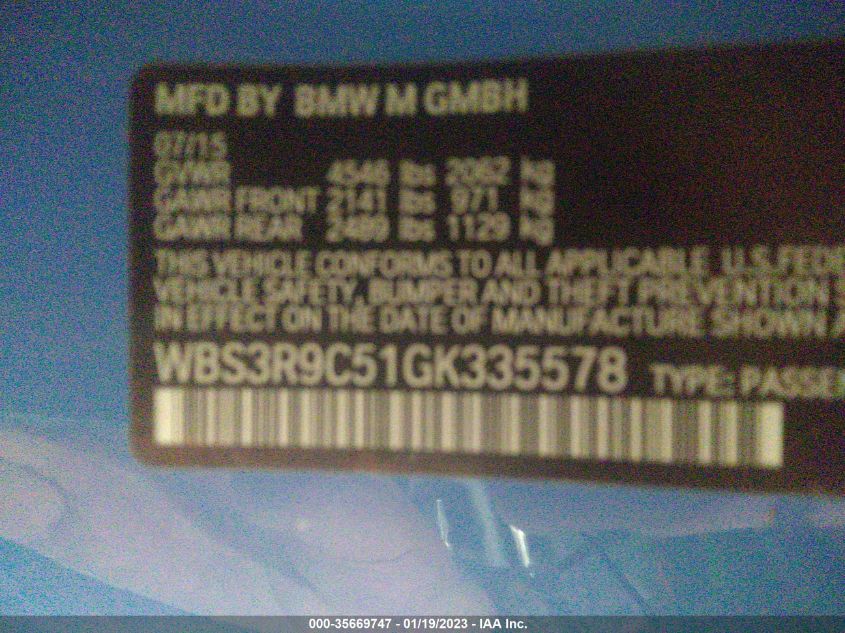 MFD BY BMW M GMBH
07/15
GVWR 4546 lbs 2062 kg
GAWR FRONT 2141 lbs 971 kg
GAWR REAR 2489 lbs 1129 kg
THIS VEHICLE CONFORMS TO ALL APPLICABLE U.S.FEDE
VEHICLE SAFETY, BUMPER AND THEFT PREVENTION S
IN EFFECT ON THE DATE OF MANUFACTURE SHOWN A
WBS3R9C51GK335578 TYPE: PASSEN
000-35669747 - 01/19/2023 - IAA Inc.